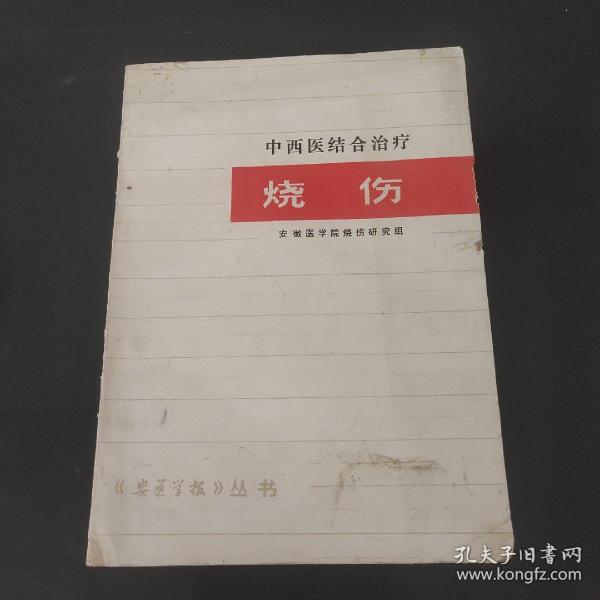 中西医结合治疗
烧伤
安徽医学院烧伤研究组
《安医学报》丛书
孔夫子旧书网
www.kongfz.com